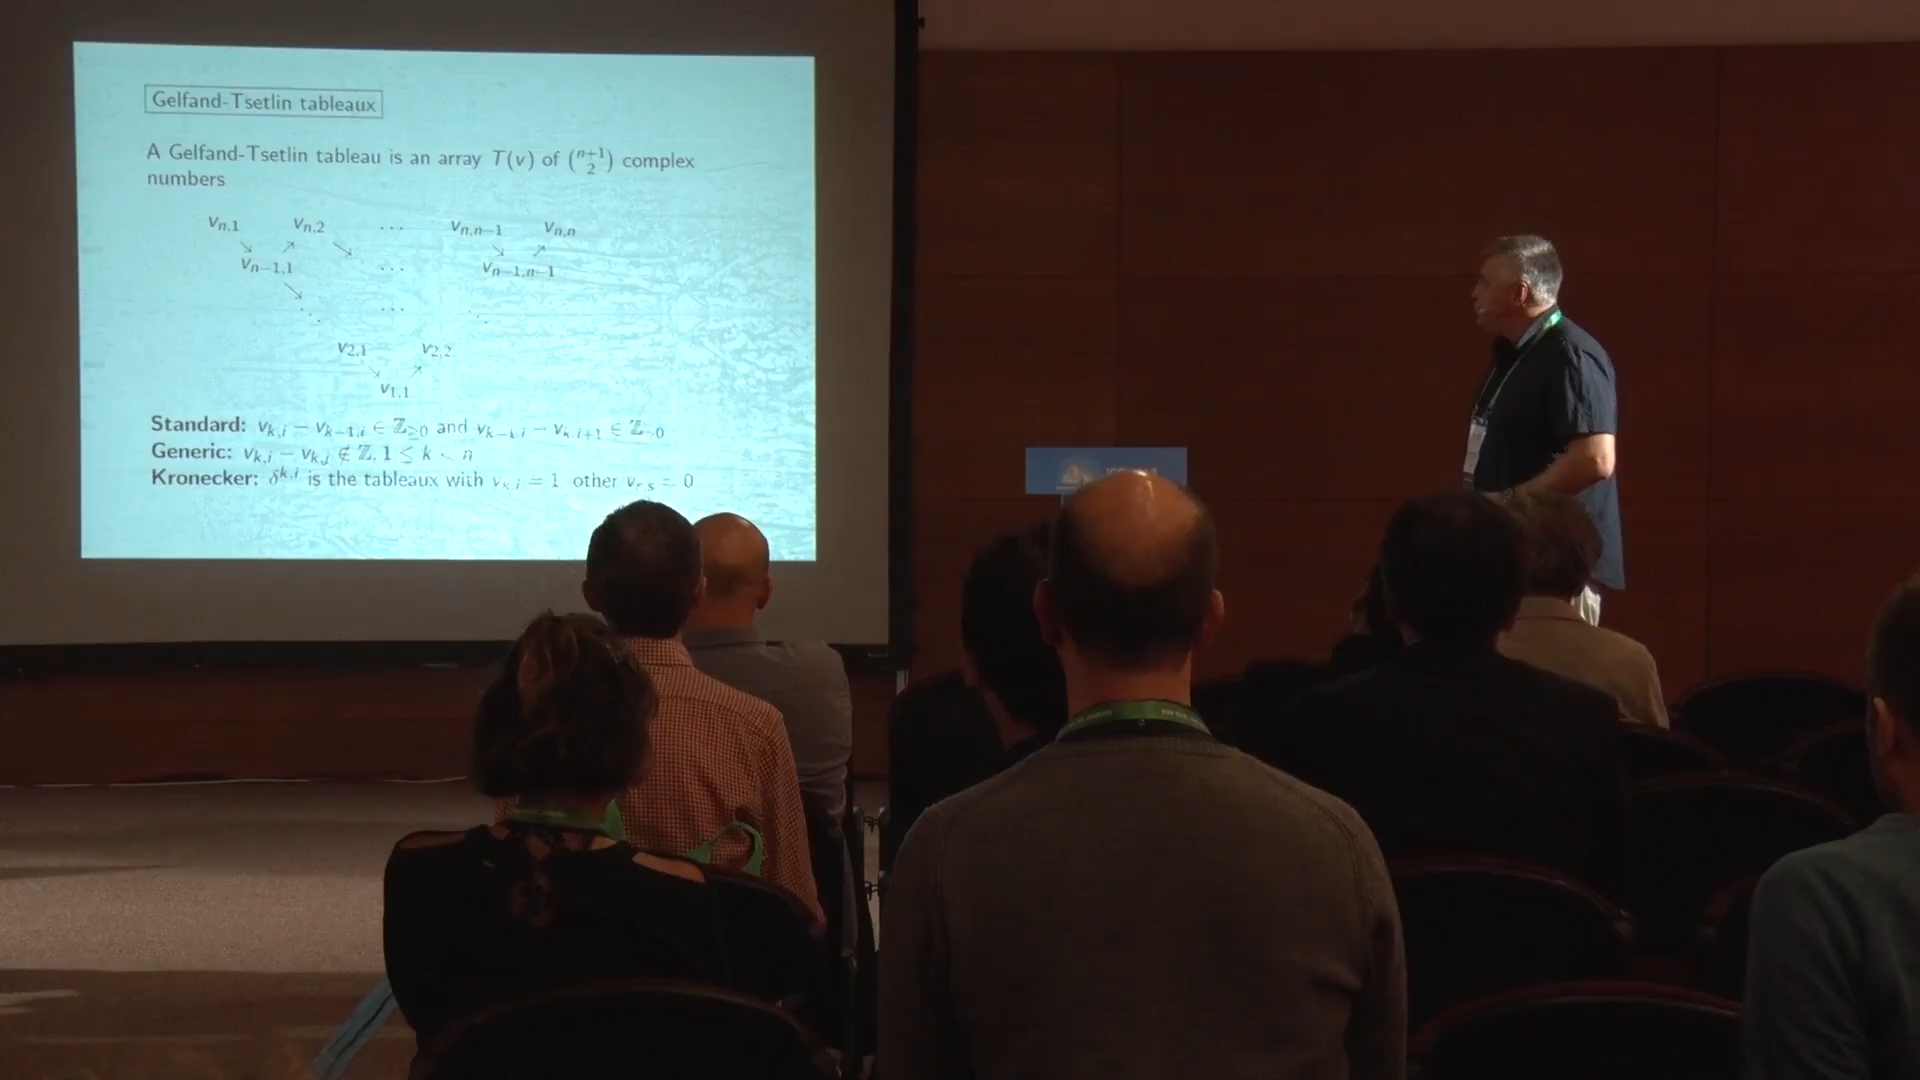 Gelfand-Tsetlin tableaux
A Gelfand-Tsetlin tableau is an array T(v) of (n+1 2) complex
numbers
v_{n,1} v_{n,2} ⋯ v_{n,n−1} v_{n,n}
↘ ↗ ↘ ↘ ↗
v_{n−1,1} ⋯ v_{n−1,n−1}
↘
⋱ ⋯ ⋱
v_{2,1} v_{2,2}
↘ ↗
v_{1,1}
Standard: v_{k,i} − v_{k−1,i} ∈ ℤ_{≥0} and v_{k−1,i} − v_{k,i+1} ∈ ℤ_{>0}
Generic: v_{k,i} − v_{k,j} ∉ ℤ, 1 ≤ k < n
Kronecker: δ^{k,i} is the tableaux with v_{k,i} = 1, other v_{r,s} = 0